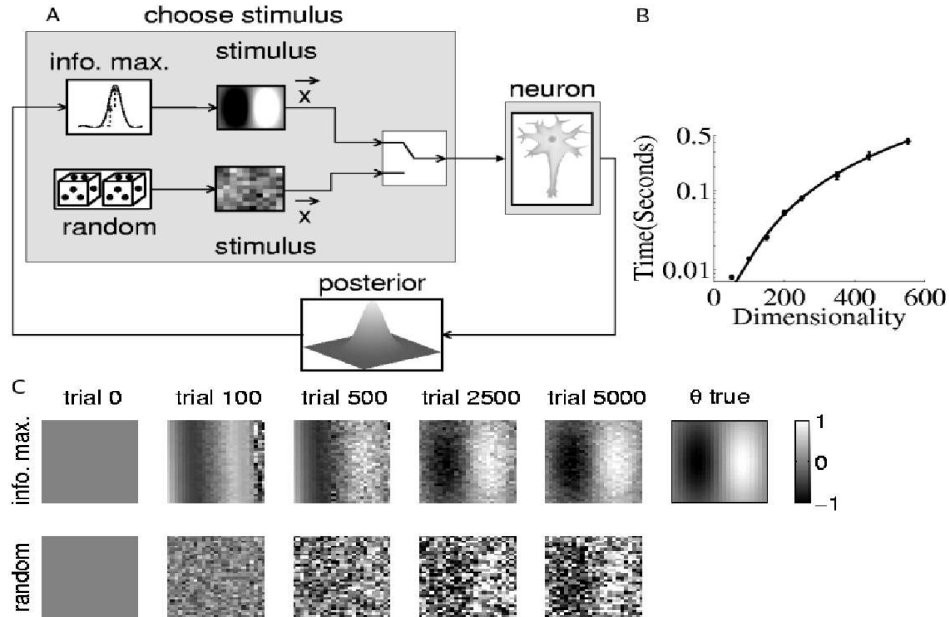 A
choose stimulus
stimulus
info. max.
x
random
x
stimulus
neuron
posterior
B
Time(Seconds)
0.5
0.1
0.01
0 200 400 600
Dimensionality
C
trial 0 trial 100 trial 500 trial 2500 trial 5000 θ true
info. max.
1
0
−1
random